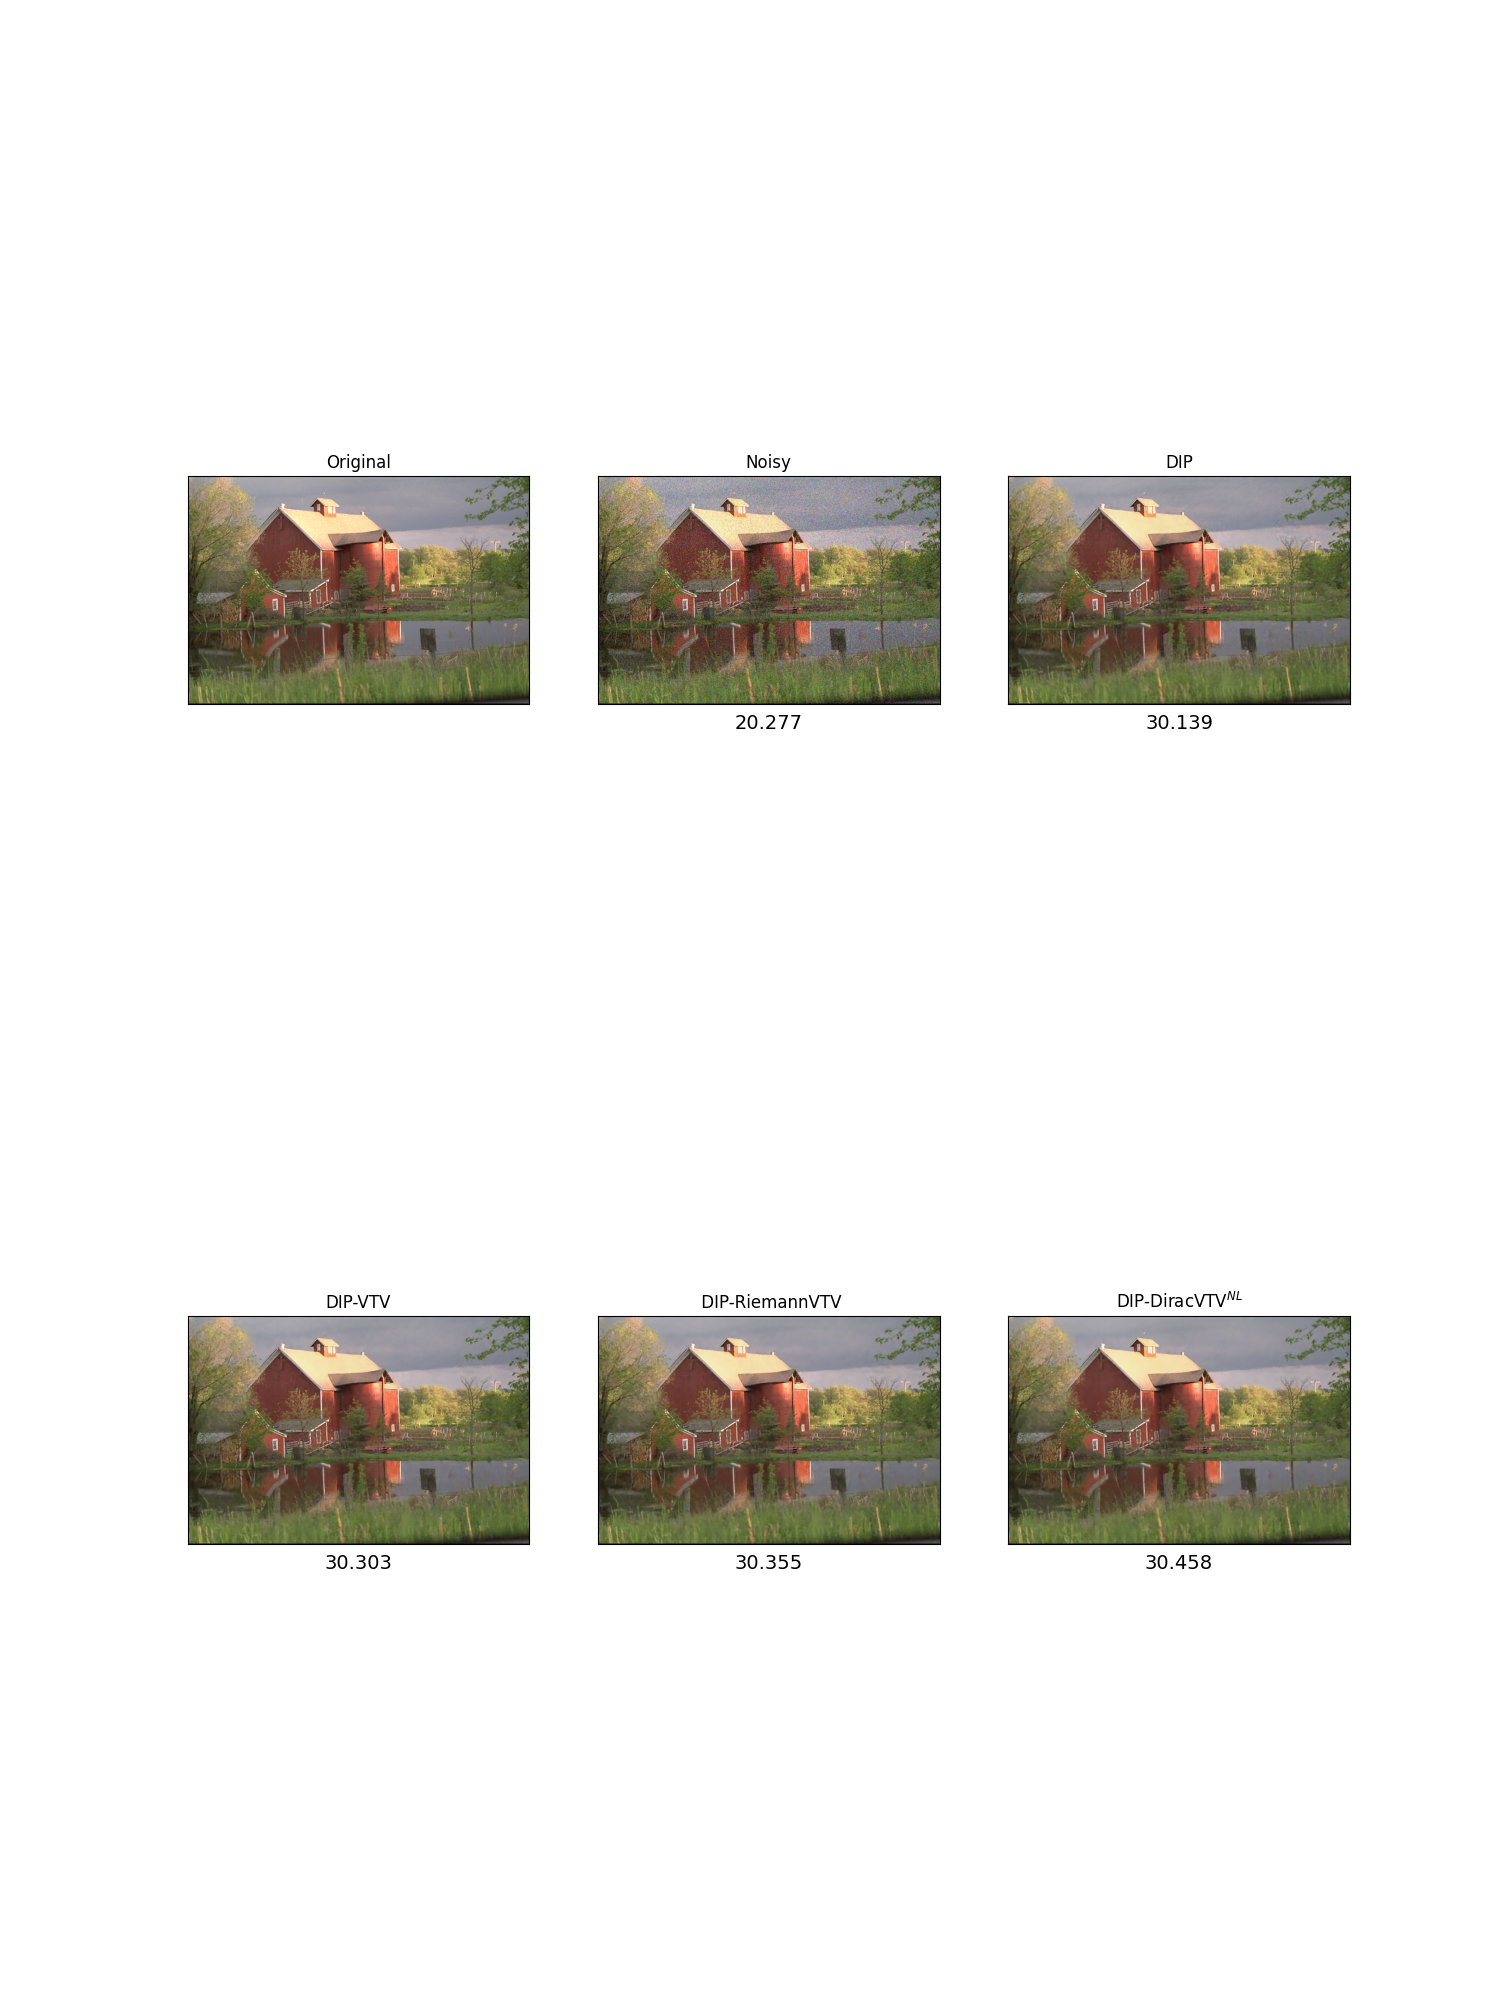 Original
Noisy
DIP
20.277
30.139
DIP-VTV
DIP-RiemannVTV
DIP-DiracVTV^{NL}
30.303
30.355
30.458